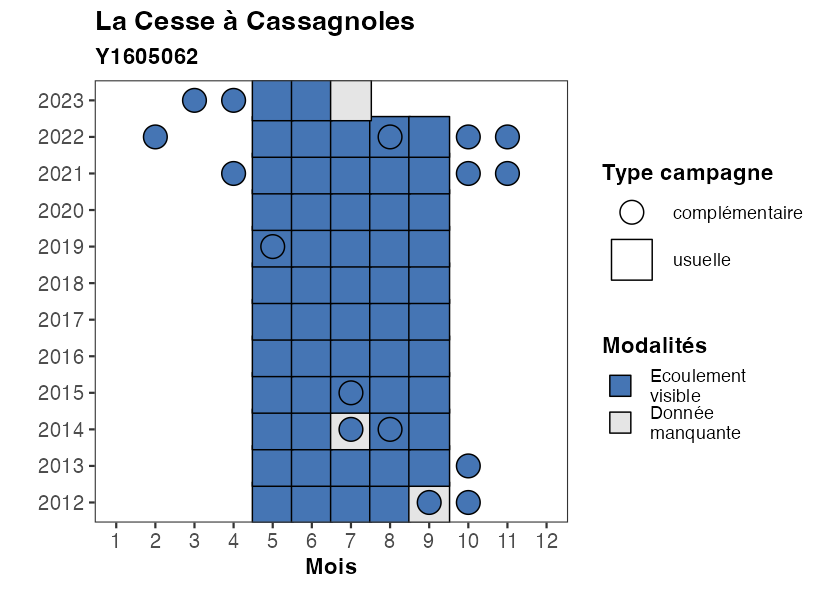 La Cesse à Cassagnoles
Y1605062
2023
2022
2021
2020
2019
2018
2017
2016
2015
2014
2013
2012
1 2 3 4 5 6 7 8 9 10 11 12
Mois
Type campagne
complémentaire
usuelle
Modalités
Ecoulement
visible
Donnée
manquante